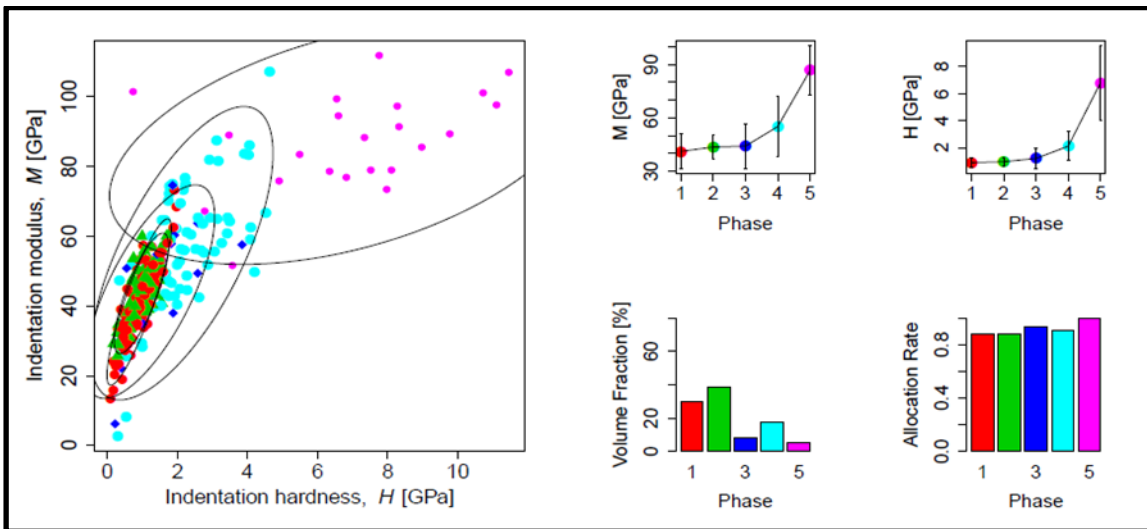 Indentation modulus, M [GPa]
0 20 40 60 80 100
0 2 4 6 8 10
Indentation hardness, H [GPa]
M [GPa]
30 60 90
1 2 3 4 5
Phase
H [GPa]
2 4 6 8
1 2 3 4 5
Phase
Volume Fraction [%]
0 20 60
1 3 5
Phase
Allocation Rate
0.0 0.4 0.8
1 3 5
Phase